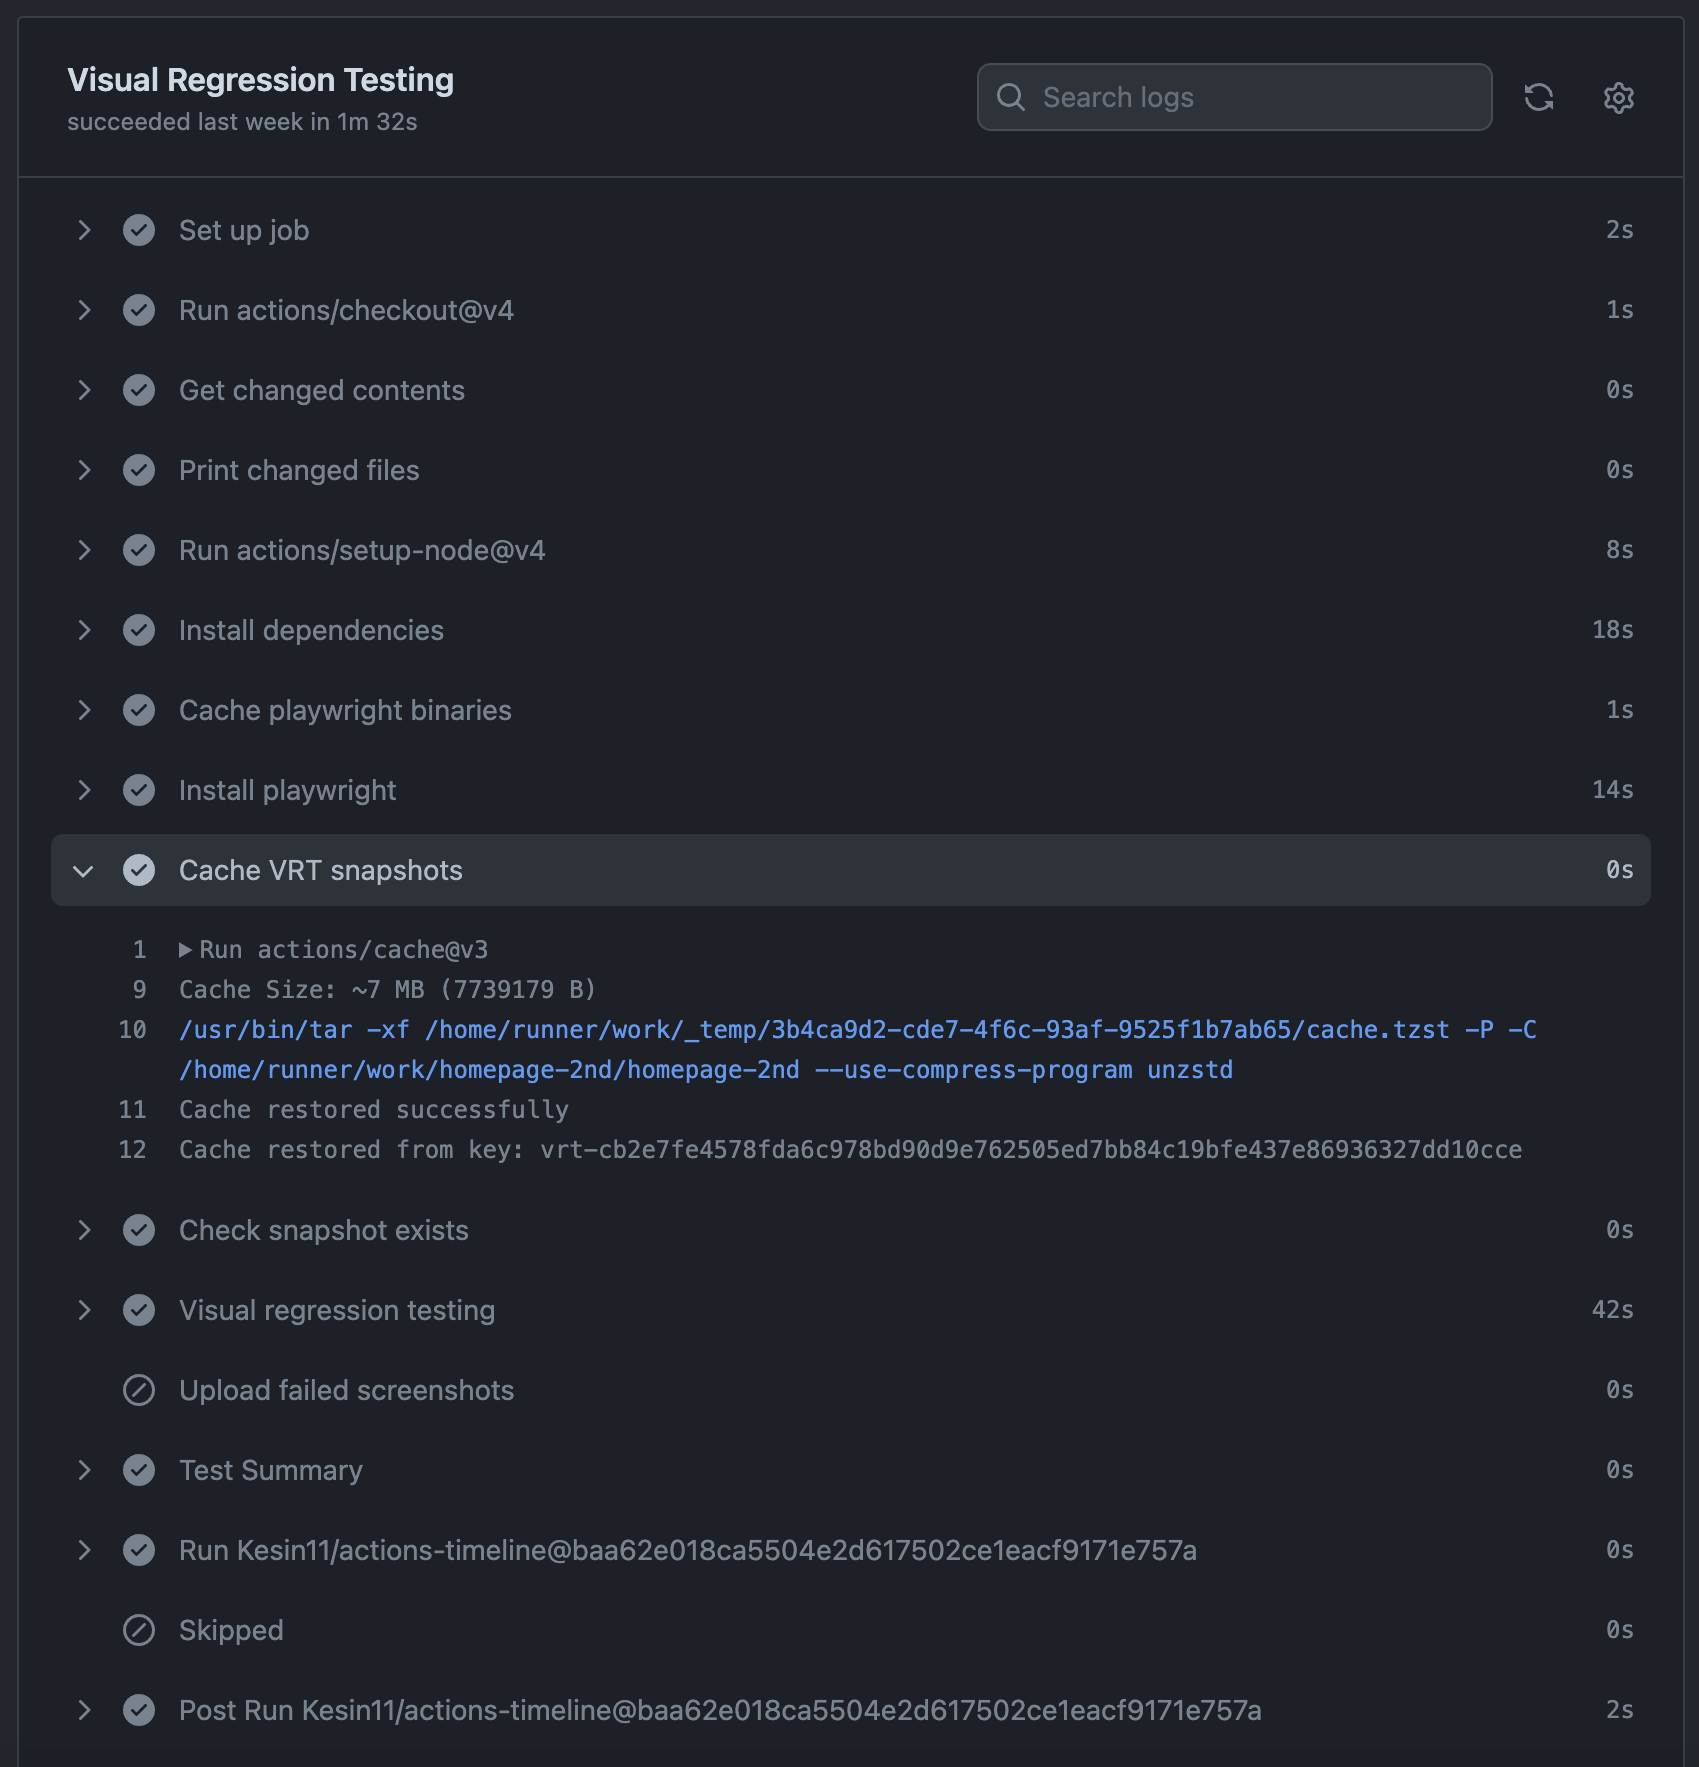 Visual Regression Testing
succeeded last week in 1m 32s
Search logs
Set up job 2s
Run actions/checkout@v4 1s
Get changed contents 0s
Print changed files 0s
Run actions/setup-node@v4 8s
Install dependencies 18s
Cache playwright binaries 1s
Install playwright 14s
Cache VRT snapshots 0s
1 Run actions/cache@v3
9 Cache Size: ~7 MB (7739179 B)
10 /usr/bin/tar -xf /home/runner/work/_temp/3b4ca9d2-cde7-4f6c-93af-9525f1b7ab65/cache.tzst -P -C
/home/runner/work/homepage-2nd/homepage-2nd --use-compress-program unzstd
11 Cache restored successfully
12 Cache restored from key: vrt-cb2e7fe4578fda6c978bd90d9e762505ed7bb84c19bfe437e86936327dd10cce
Check snapshot exists 0s
Visual regression testing 42s
Upload failed screenshots 0s
Test Summary 0s
Run Kesin11/actions-timeline@baa62e018ca5504e2d617502ce1eacf9171e757a 0s
Skipped 0s
Post Run Kesin11/actions-timeline@baa62e018ca5504e2d617502ce1eacf9171e757a 2s